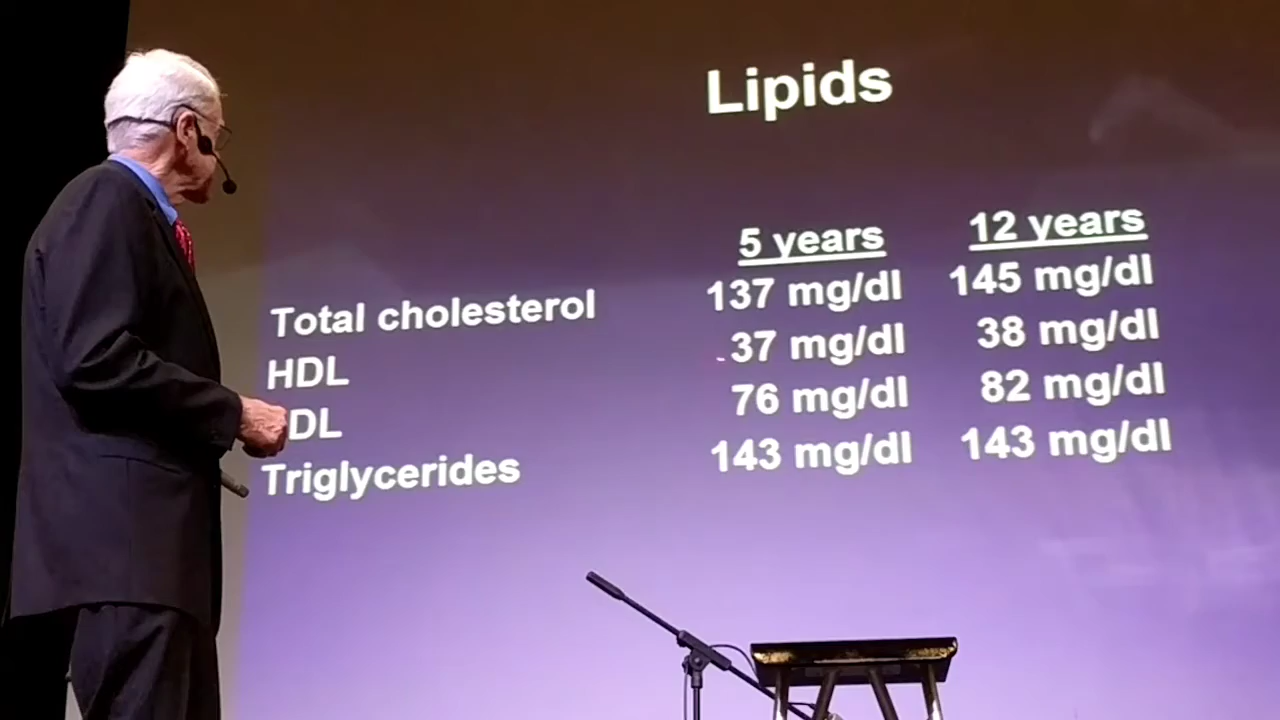 Lipids
5 years 12 years
Total cholesterol 137 mg/dl 145 mg/dl
HDL 37 mg/dl 38 mg/dl
DL 76 mg/dl 82 mg/dl
Triglycerides 143 mg/dl 143 mg/dl